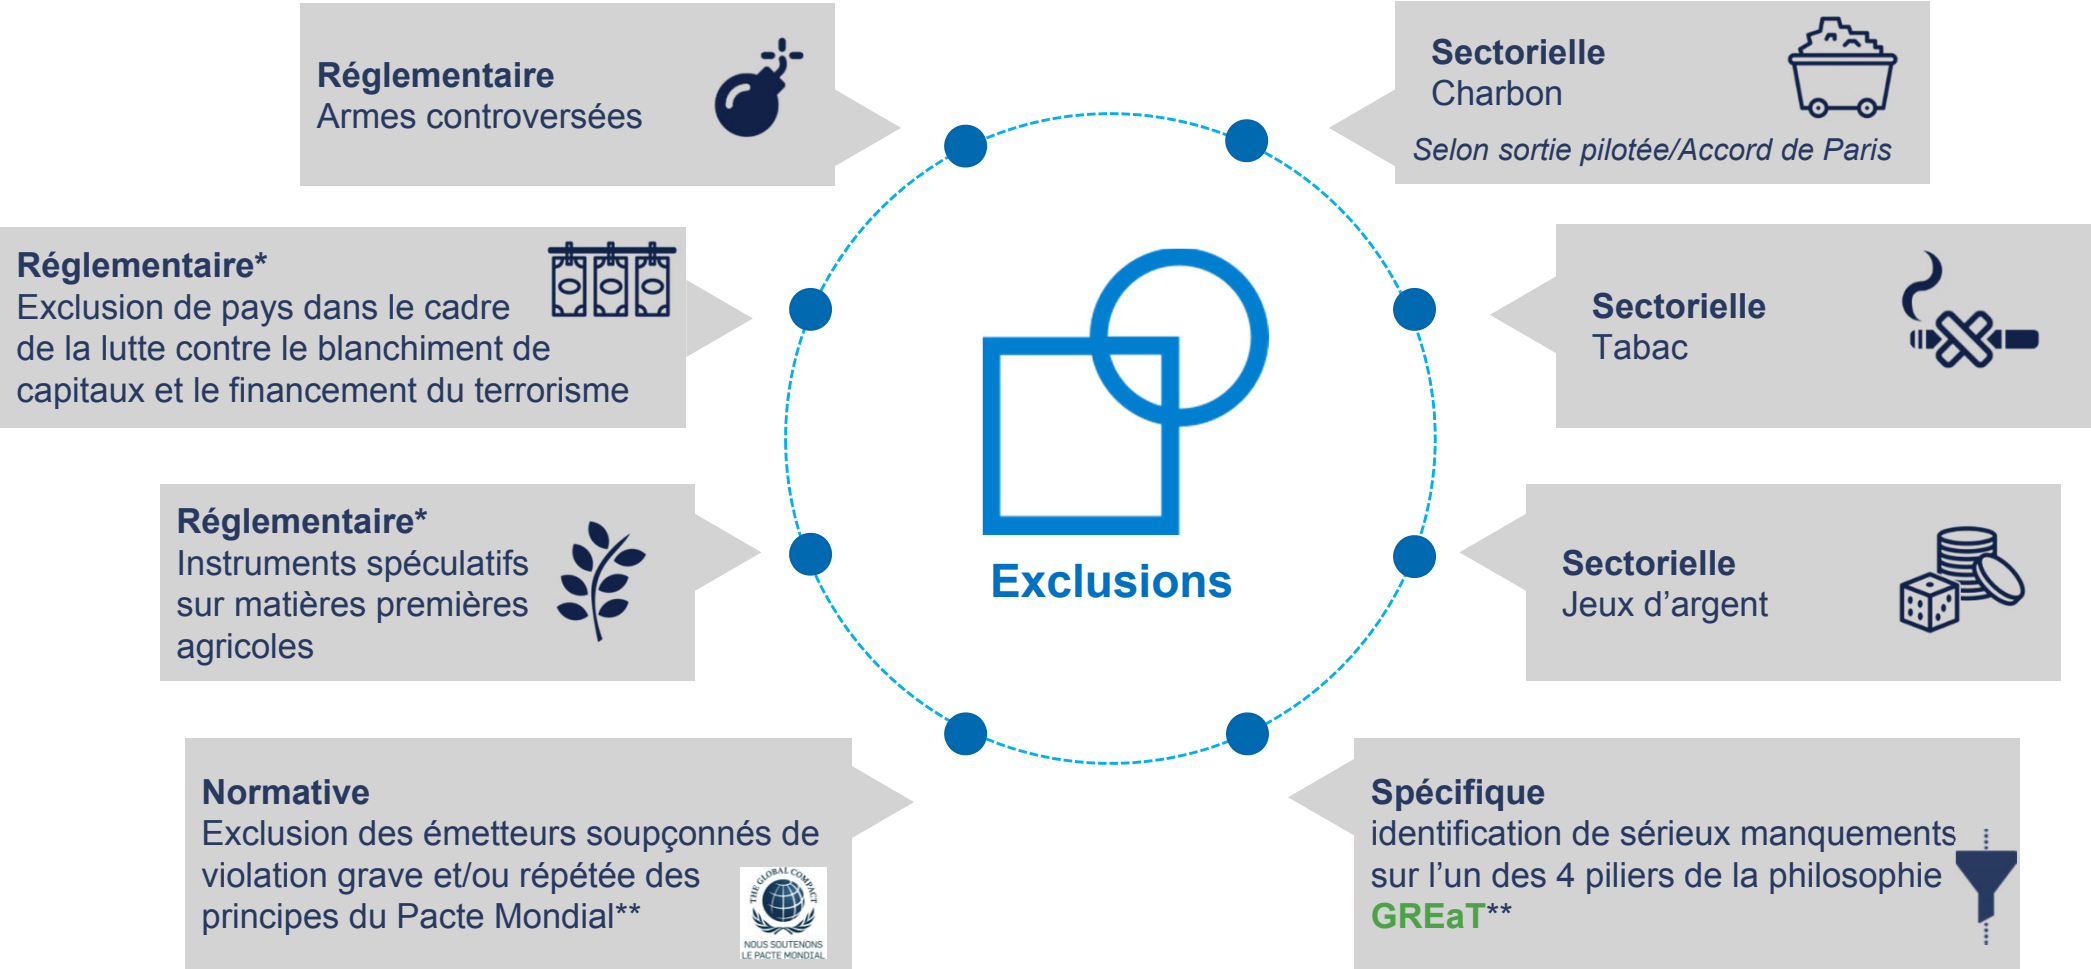 Réglementaire
Armes controversées
Sectorielle
Charbon
Selon sortie pilotée/Accord de Paris
Réglementaire*
Exclusion de pays dans le cadre
de la lutte contre le blanchiment de
capitaux et le financement du terrorisme
Sectorielle
Tabac
Réglementaire*
Instruments spéculatifs
sur matières premières
agricoles
Exclusions
Sectorielle
Jeux d’argent
Normative
Exclusion des émetteurs soupçonnés de
violation grave et/ou répétée des
principes du Pacte Mondial**
THE GLOBAL COMPACT
NOUS SOUTENONS
LE PACTE MONDIAL
Spécifique
identification de sérieux manquements
sur l’un des 4 piliers de la philosophie
GREaT**